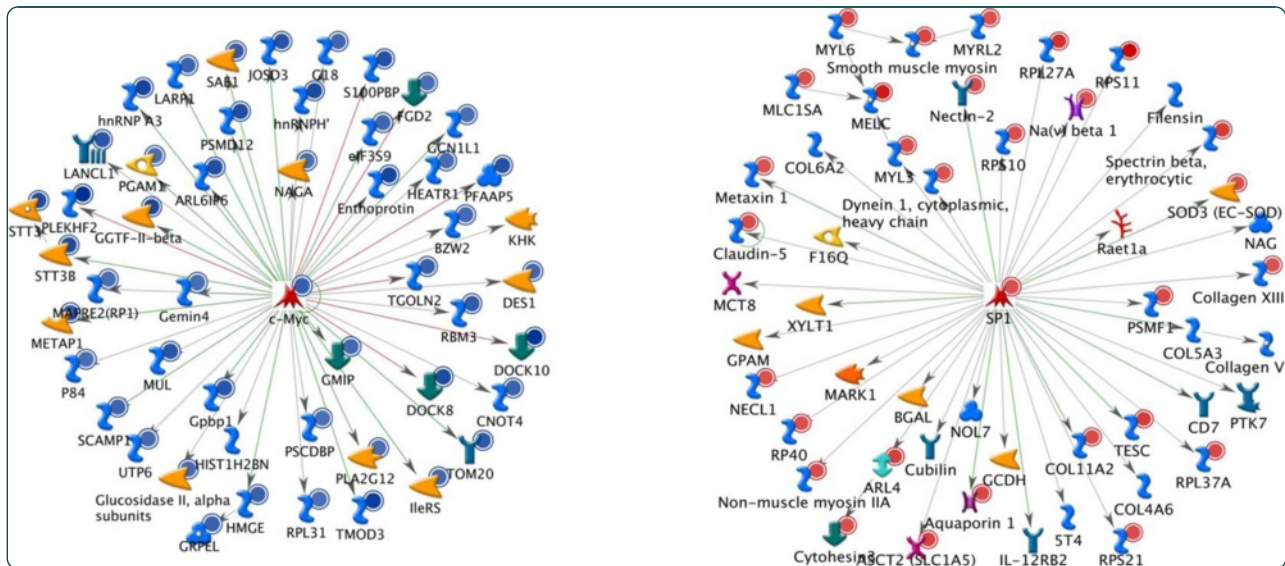 SAE1
JOSD3
G18
S100PBP
LARP1
hnRNP A3
hnRNPH'
FGD2
PSMD12
eIF3S9
GCN1L1
LANCL1
PGAM1
ARL6IP6
NAGA
Enthoprotin
HEATR1
PFAAP5
STT3
PLEKHF2
GGTF-II-beta
BZW2
KHK
STT3B
TGOLN2
DES1
MAPRE2(RP1)
Gemin4
c-Myc
RBM3
METAP1
DOCK10
P84
MUL
GMIP
DOCK8
CNOT4
SCAMP1
Gpbp1
PSCDBP
UTP6
HIST1H2BN
PLA2G12
TOM20
Glucosidase II, alpha
subunits
IleRS
HMGE
RPL31
TMOD3
GRPEL
MYL6
MYRL2
Smooth muscle myosin
RPL27A
RPS11
MLC1SA
MELC
Nectin-2
Na(v) beta 1
Filensin
COL6A2
MYL3
RPS10
Spectrin beta,
erythrocytic
Metaxin 1
Dynein 1, cytoplasmic,
heavy chain
SOD3 (EC-SOD)
Claudin-5
F16Q
Raet1a
NAG
MCT8
Collagen XIII
XYLT1
SP1
PSMF1
GPAM
COL5A3
Collagen V
NECL1
MARK1
BGAL
NOL7
CD7
PTK7
RP40
Cubilin
COL11A2
TESC
Non-muscle myosin IIA
ARL4
GCDH
RPL37A
Aquaporin 1
COL4A6
5T4
Cytohesin3
ASCT2 (SLC1A5)
IL-12RB2
RPS21